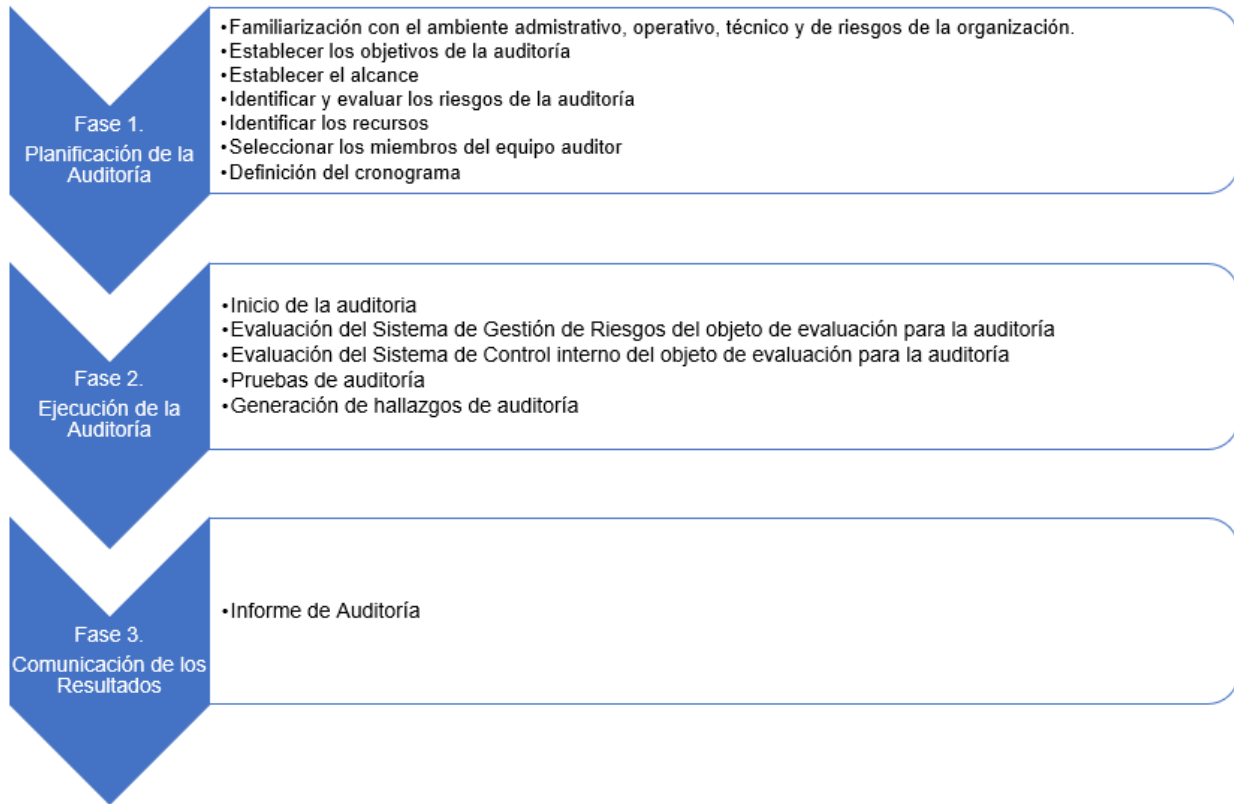 Fase 1.
Planificación de la
Auditoría
•Familiarización con el ambiente admistrativo, operativo, técnico y de riesgos de la organización.
•Establecer los objetivos de la auditoría
•Establecer el alcance
•Identificar y evaluar los riesgos de la auditoría
•Identificar los recursos
•Seleccionar los miembros del equipo auditor
•Definición del cronograma
Fase 2.
Ejecución de la
Auditoría
•Inicio de la auditoria
•Evaluación del Sistema de Gestión de Riesgos del objeto de evaluación para la auditoría
•Evaluación del Sistema de Control interno del objeto de evaluación para la auditoría
•Pruebas de auditoría
•Generación de hallazgos de auditoría
Fase 3.
Comunicación de los
Resultados
•Informe de Auditoría